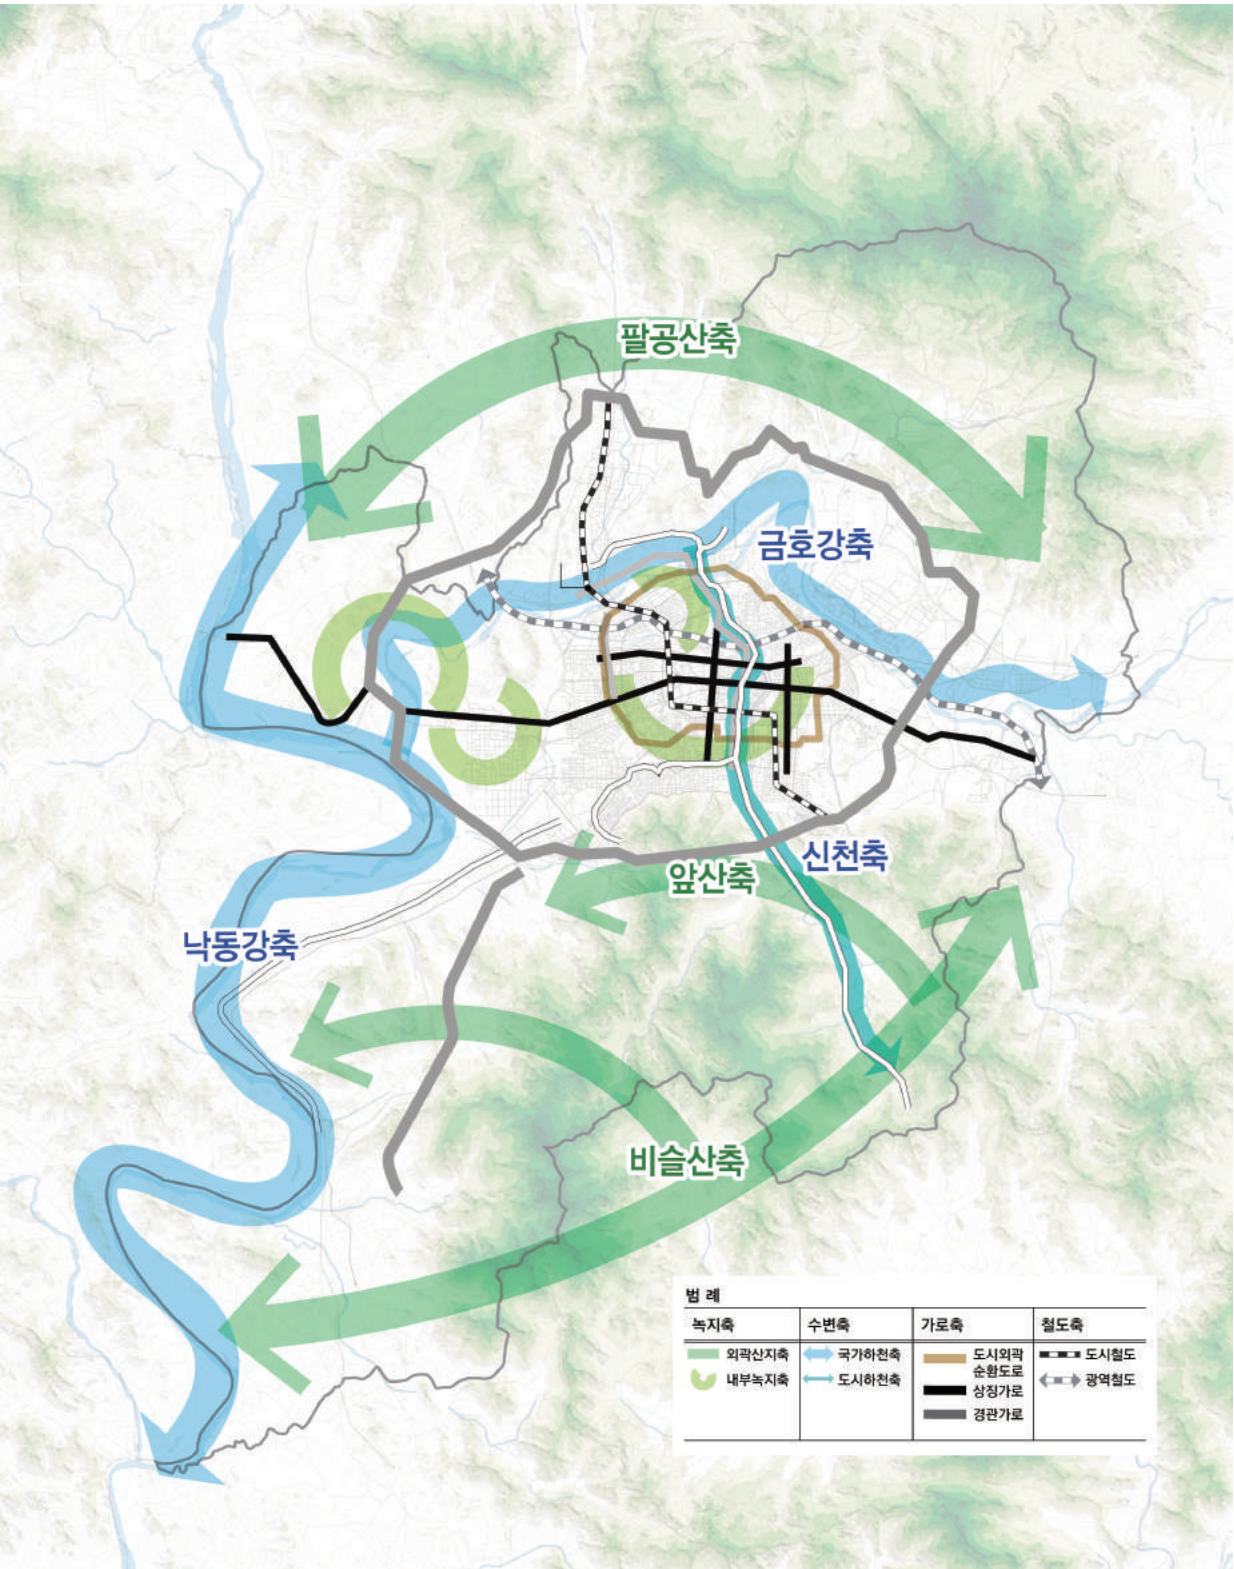 팔공산축
금호강축
신천축
앞산축
낙동강축
비슬산축
범 례
녹지축 수변축 가로축 철도축
외곽산지축 국가하천축 도시외곽 도시철도
순환도로
내부녹지축 도시하천축 상징가로 광역철도
경관가로